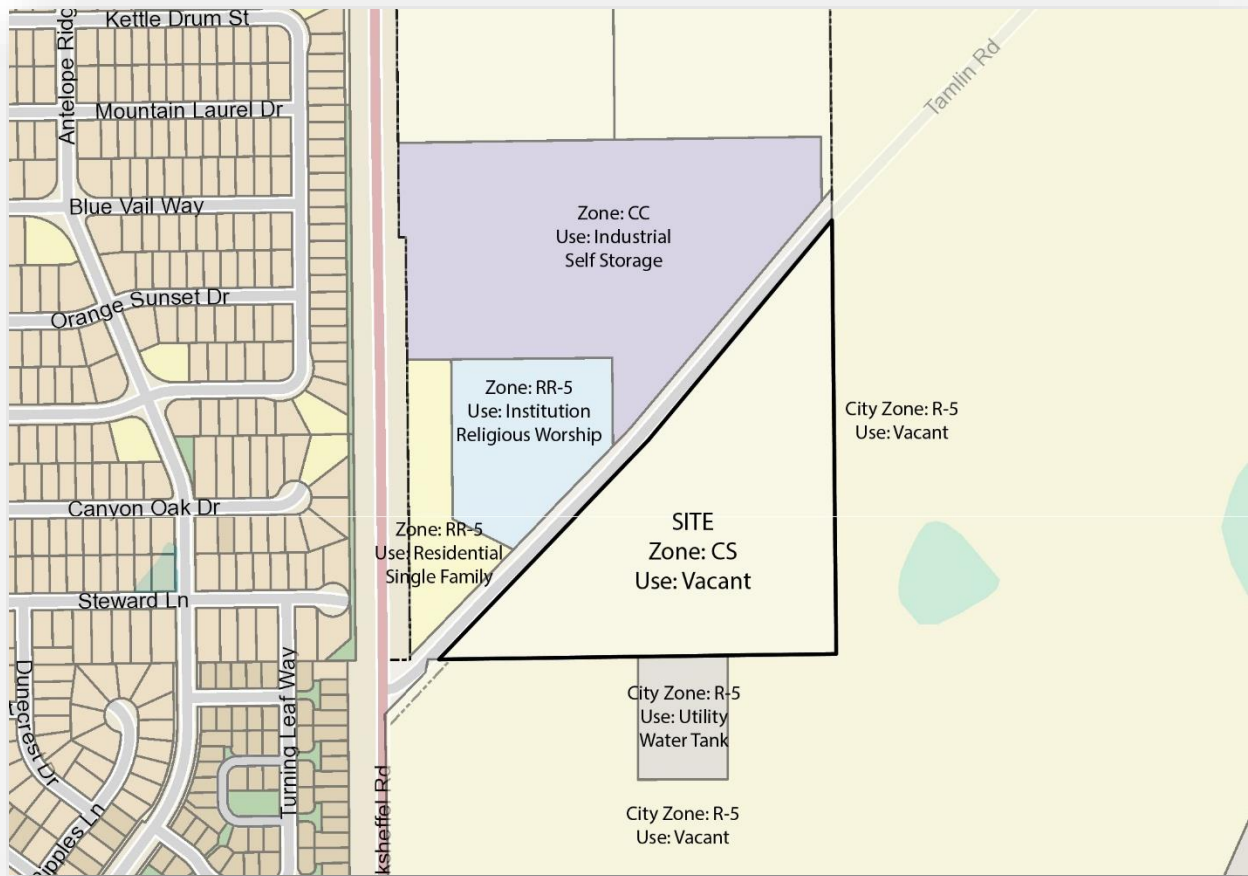 Kettle Drum St
Antelope Ridg
Mountain Laurel Dr
Tamlin Rd
Blue Vail Way
Zone: CC
Use: Industrial
Self Storage
Orange Sunset Dr
Zone: RR-5
Use: Institution
Religious Worship
City Zone: R-5
Use: Vacant
Canyon Oak Dr
Zone: RR-5
Use: Residential
Single Family
SITE
Zone: CS
Use: Vacant
Steward Ln
Dunecrest Dr
Turning Leaf Way
City Zone: R-5
Use: Utility
Water Tank
ksheffel Rd
ipples Ln
City Zone: R-5
Use: Vacant